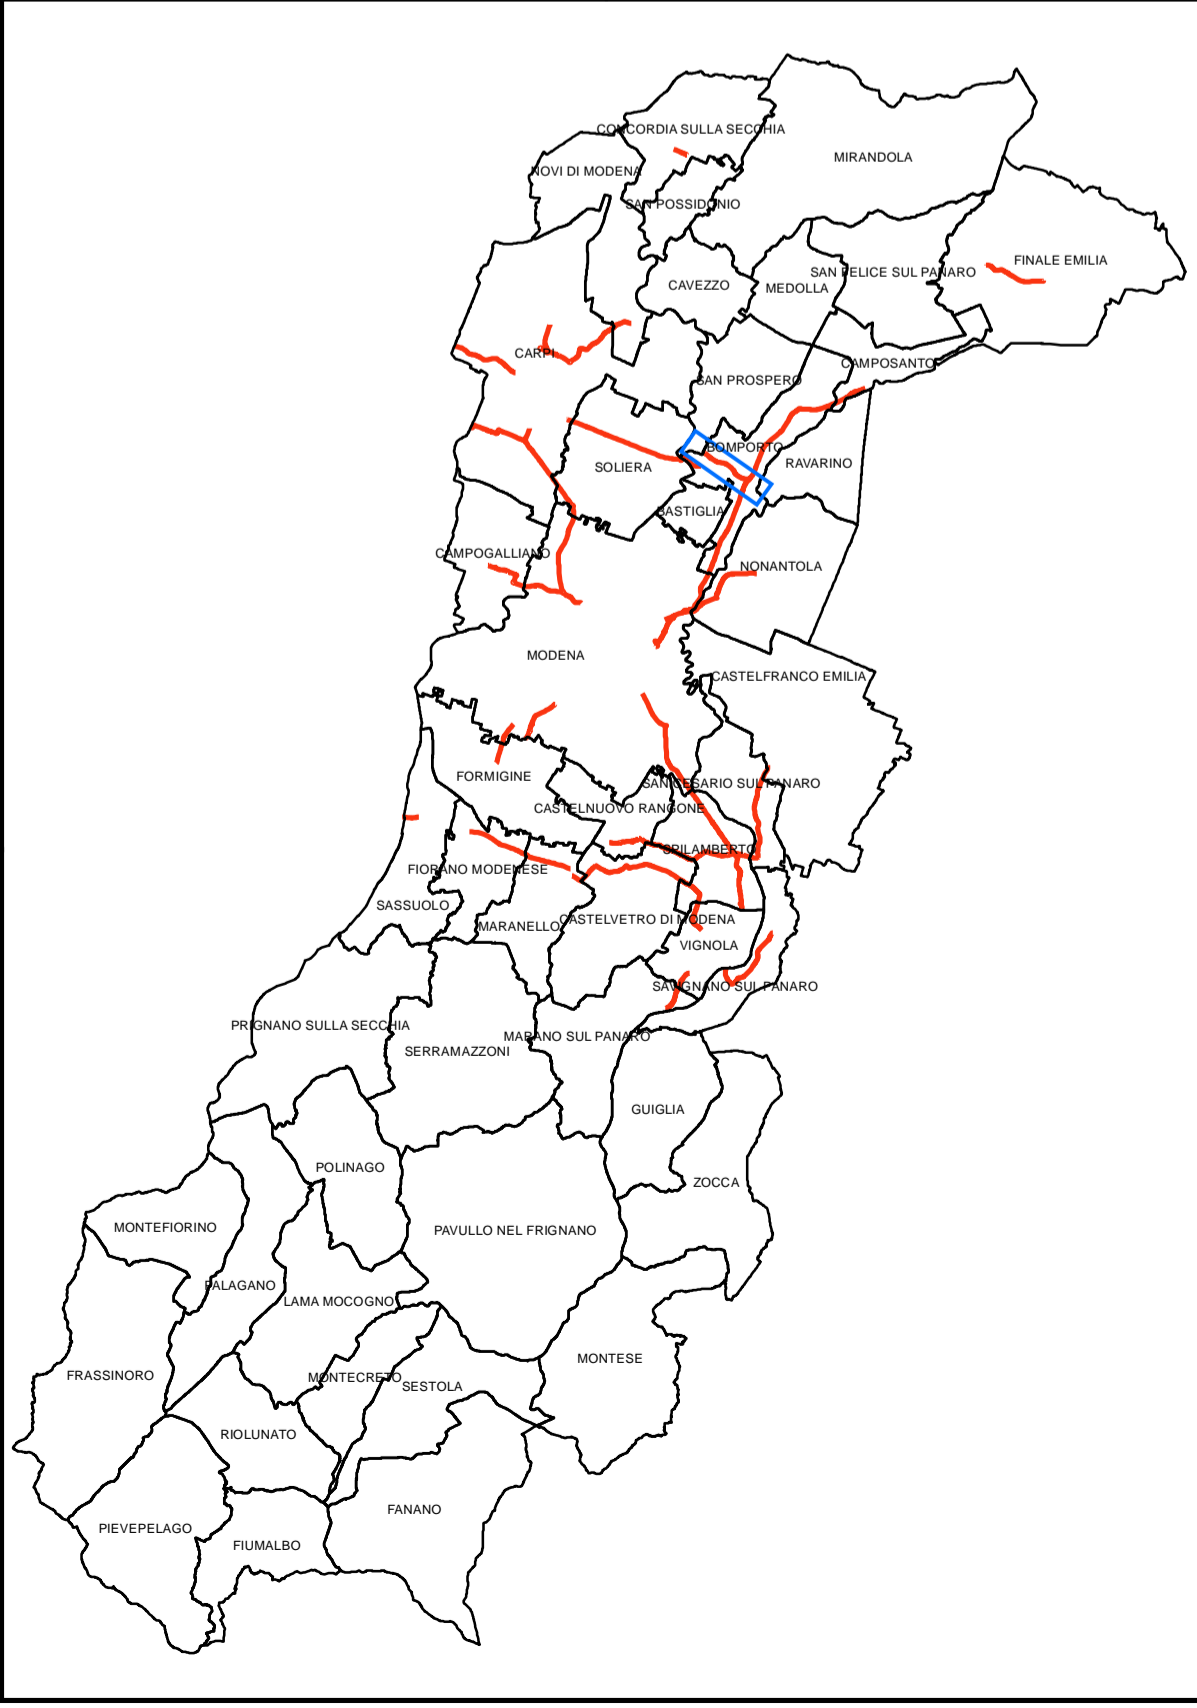 CONCORDIA SULLA SECCHIA
MIRANDOLA
NOVI DI MODENA
SAN POSSIDONIO
FINALE EMILIA
SAN FELICE SUL PANARO
CAVEZZO
MEDOLLA
CARPI
CAMPOSANTO
SAN PROSPERO
BOMPORTO
RAVARINO
SOLIERA
BASTIGLIA
CAMPOGALLIANO
NONANTOLA
MODENA
CASTELFRANCO EMILIA
FORMIGINE
SAN CESARIO SUL PANARO
CASTELNUOVO RANGONE
SPILAMBERTO
FIORANO MODENESE
SASSUOLO
CASTELVETRO DI MODENA
MARANELLO
VIGNOLA
SAVIGNANO SUL PANARO
PRIGNANO SULLA SECCHIA
MARANO SUL PANARO
SERRAMAZZONI
GUIGLIA
POLINAGO
ZOCCA
MONTEFIORINO
PAVULLO NEL FRIGNANO
PALAGANO
LAMA MOCOGNO
MONTESE
FRASSINORO
MONTECRETO
SESTOLA
RIOLUNATO
FANANO
PIEVEPELAGO
FIUMALBO